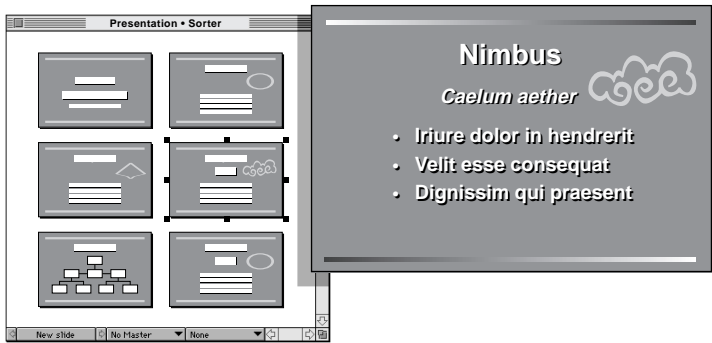 Presentation • Sorter
Nimbus
Caelum aether
• Iriure dolor in hendrerit
• Velit esse consequat
• Dignissim qui praesent
New slide
No Master
None